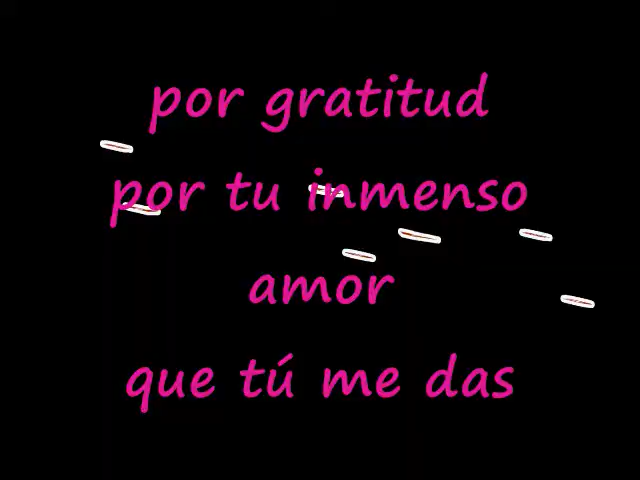 por gratitud
por tu inmenso
amor
que tú me das